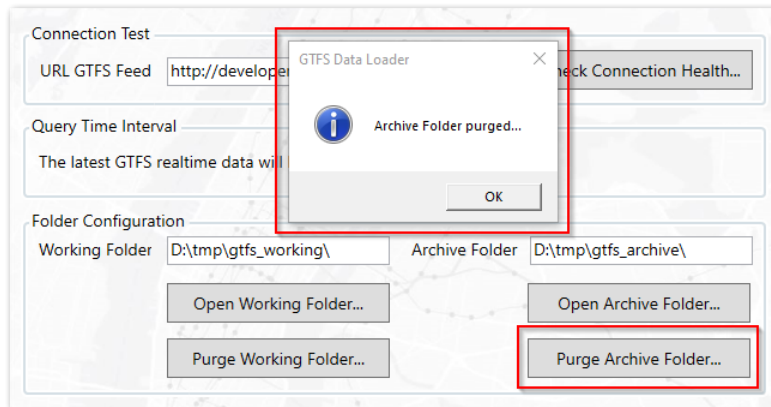 Connection Test
URL GTFS Feed http://developer
GTFS Data Loader
Connection Health...
Archive Folder purged...
OK
Query Time Interval
The latest GTFS realtime data will
Folder Configuration
Working Folder D:\tmp\gtfs_working\ Archive Folder D:\tmp\gtfs_archive\
Open Working Folder... Open Archive Folder...
Purge Working Folder... Purge Archive Folder...